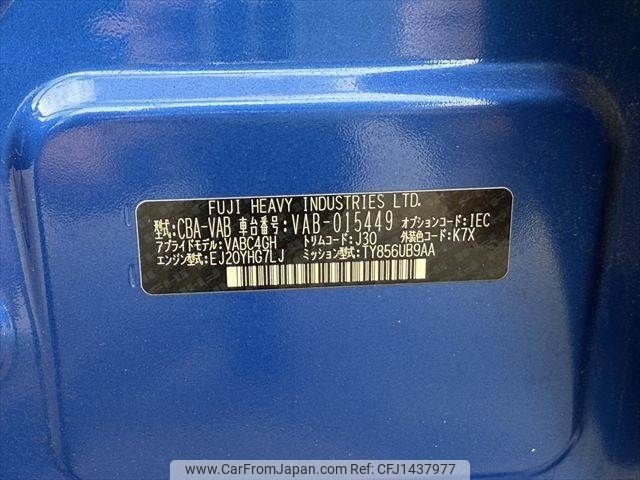 FUJI HEAVY INDUSTRIES LTD.
型式:CBA-VAB 車台番号:VAB-015449 オプションコード:IEC
アプライドモデル:VABC4GH トリムコード:J30 外装色コード:K7X
エンジン型式:EJ20YHG7LJ ミッション型式:TY856UB9AA
www.CarFromJapan.com Car No.CFJ1437977